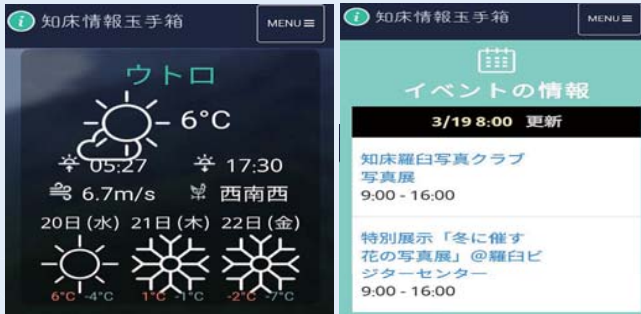 知床情報玉手箱
MENU
ウトロ
6°C
05:27 17:30
6.7m/s 西南西
20日(水) 21日(木) 22日(金)
6°C -4°C 1°C -1°C -2°C -7°C
知床情報玉手箱
MENU
イベントの情報
3/19 8:00 更新
知床羅臼写真クラブ
写真展
9:00 - 16:00
特別展示「冬に催す
花の写真展」@羅臼ビ
ジターセンター
9:00 - 16:00